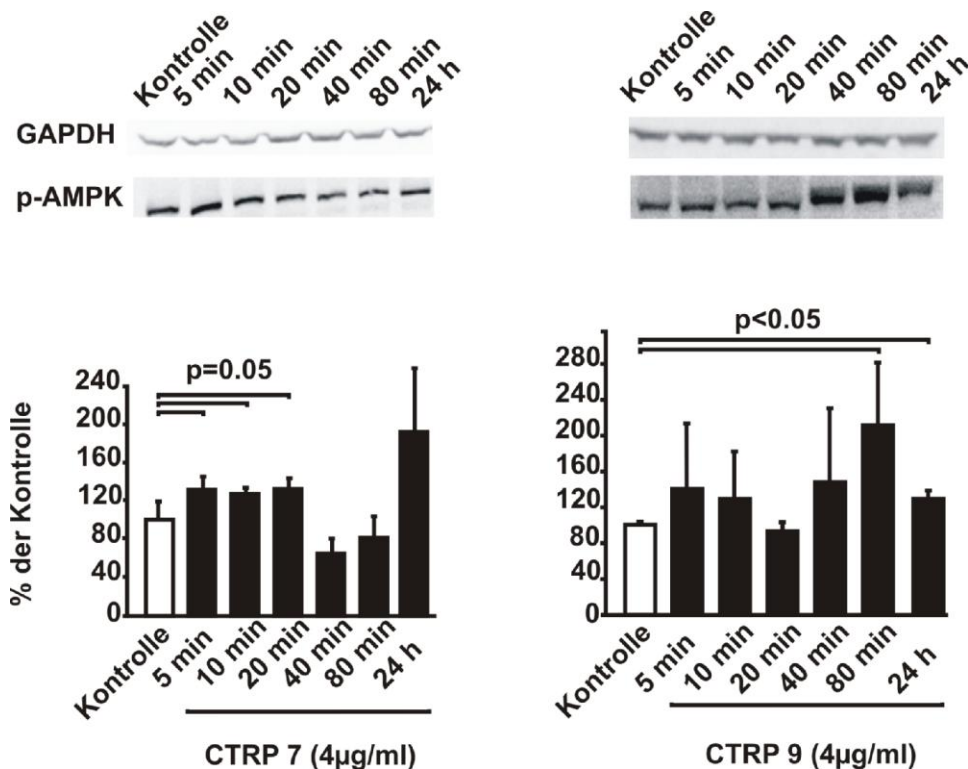 Kontrolle 5 min 10 min 20 min 40 min 80 min 24 h
GAPDH
p-AMPK
Kontrolle 5 min 10 min 20 min 40 min 80 min 24 h
% der Kontrolle
240
200
160
120
80
40
0
p=0.05
Kontrolle 5 min 10 min 20 min 40 min 80 min 24 h
CTRP 7 (4µg/ml)
280
240
200
160
120
80
40
0
p<0.05
Kontrolle 5 min 10 min 20 min 40 min 80 min 24 h
CTRP 9 (4µg/ml)